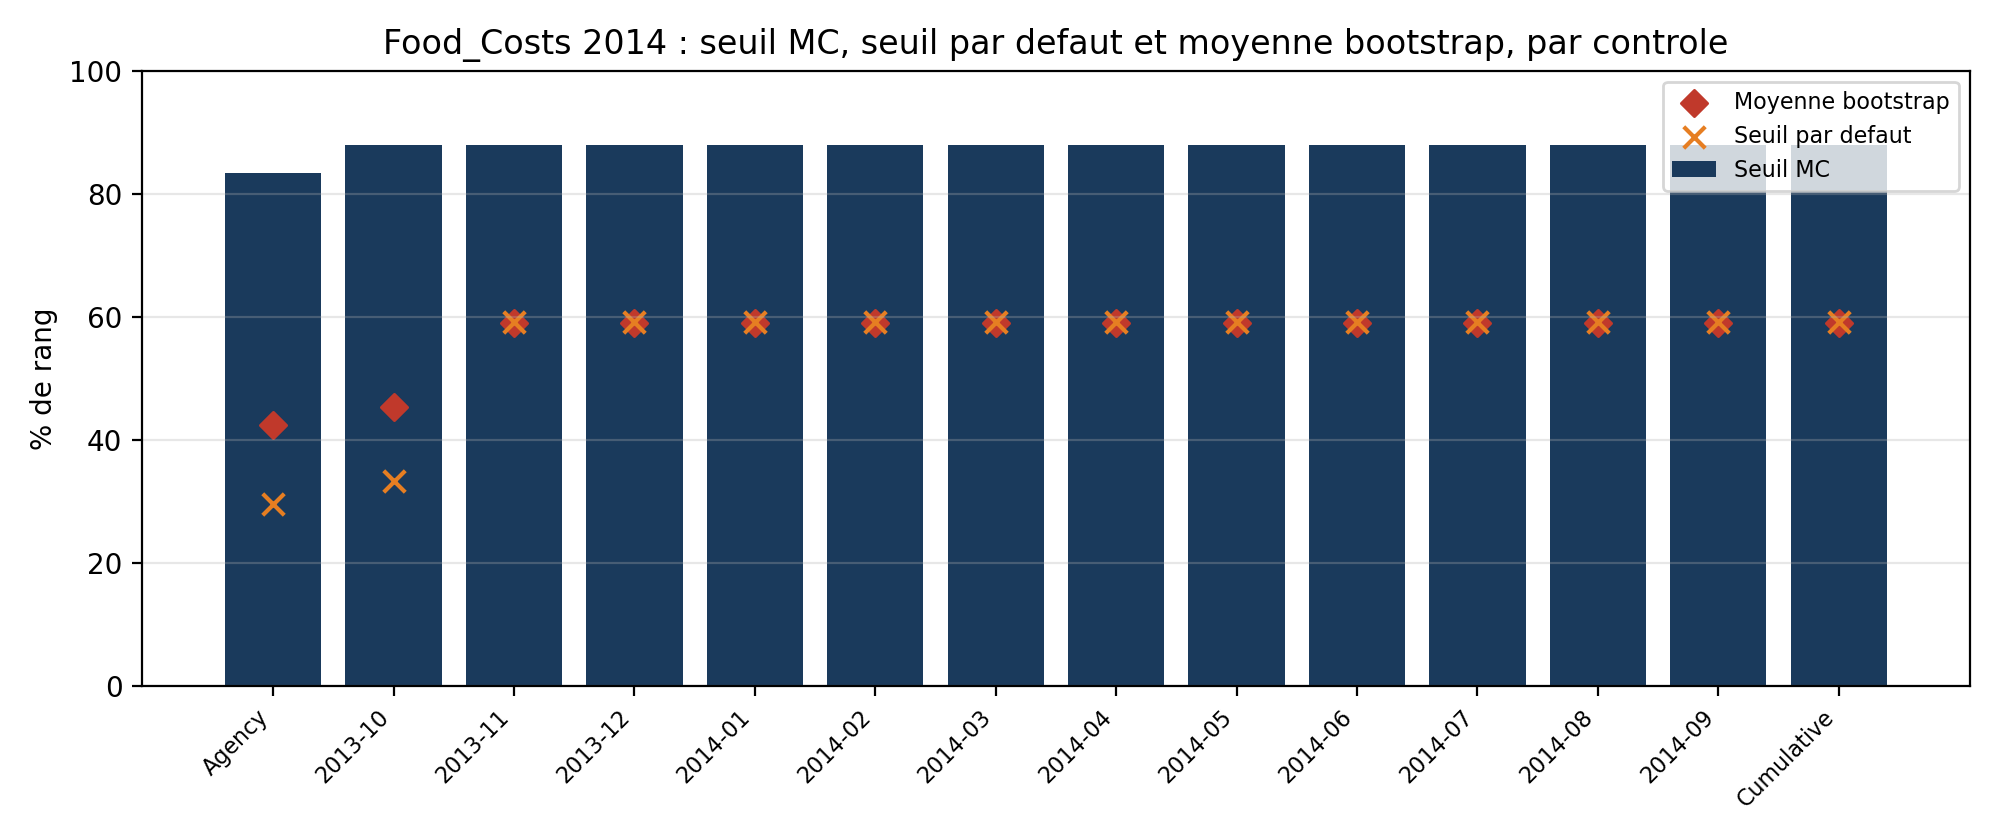 Food_Costs 2014 : seuil MC, seuil par defaut et moyenne bootstrap, par controle
% de rang
100
80
60
40
20
0
Moyenne bootstrap
Seuil par defaut
Seuil MC
Agency
2013-10
2013-11
2013-12
2014-01
2014-02
2014-03
2014-04
2014-05
2014-06
2014-07
2014-08
2014-09
Cumulative